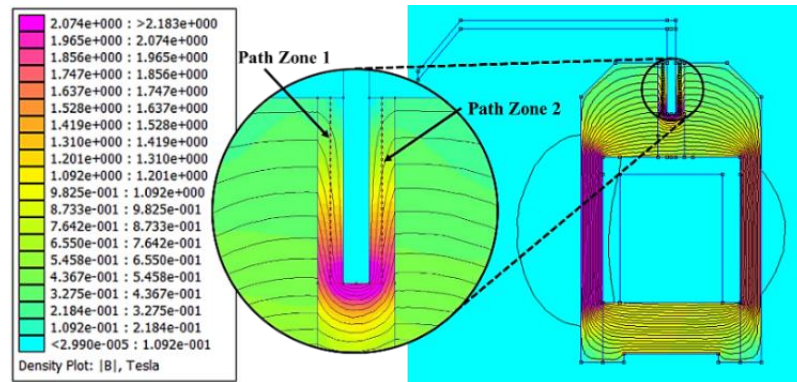 2.074e+000 : >2.183e+000
1.965e+000 : 2.074e+000
1.856e+000 : 1.965e+000
1.747e+000 : 1.856e+000
1.637e+000 : 1.747e+000
1.528e+000 : 1.637e+000
1.419e+000 : 1.528e+000
1.310e+000 : 1.419e+000
1.201e+000 : 1.310e+000
1.092e+000 : 1.201e+000
9.825e-001 : 1.092e+000
8.733e-001 : 9.825e-001
7.642e-001 : 8.733e-001
6.550e-001 : 7.642e-001
5.458e-001 : 6.550e-001
4.367e-001 : 5.458e-001
3.275e-001 : 4.367e-001
2.184e-001 : 3.275e-001
1.092e-001 : 2.184e-001
<2.990e-005 : 1.092e-001
Density Plot: |B|, Tesla
Path Zone 1
Path Zone 2